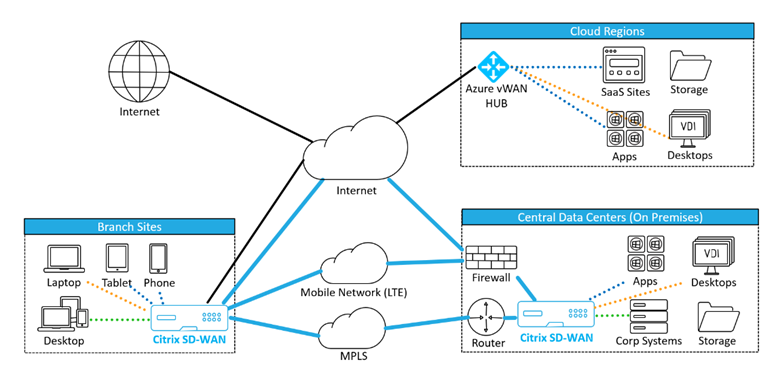 Cloud Regions
Internet
Azure vWAN
HUB
SaaS Sites
Storage
Apps
VDI
Desktops
Internet
Branch Sites
Laptop
Tablet
Phone
Desktop
Citrix SD-WAN
Mobile Network (LTE)
MPLS
Central Data Centers (On Premises)
Firewall
Router
Citrix SD-WAN
Apps
VDI
Desktops
Corp Systems
Storage